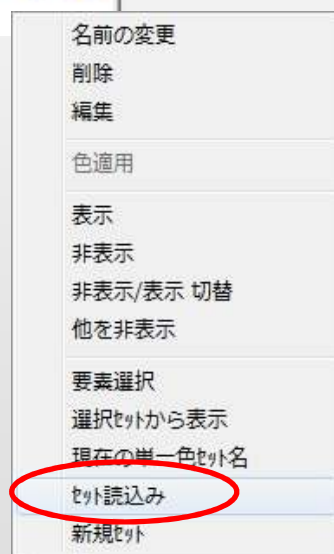 名前の変更
削除
編集
色適用
表示
非表示
非表示/表示 切替
他を非表示
要素選択
選択ｾｯﾄから表示
現在の単一色ｾｯﾄ名
ｾｯﾄ読込み
新規ｾｯﾄ